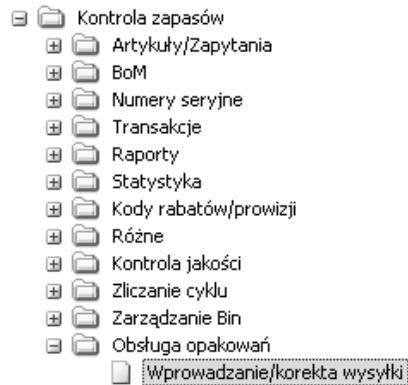 Kontrola zapasów
Artykuły/Zapytania
BoM
Numery seryjne
Transakcje
Raporty
Statystyka
Kody rabatów/prowizji
Różne
Kontrola jakości
Zliczanie cyklu
Zarządzanie Bin
Obsługa opakowań
Wprowadzanie/korekta wysyłki